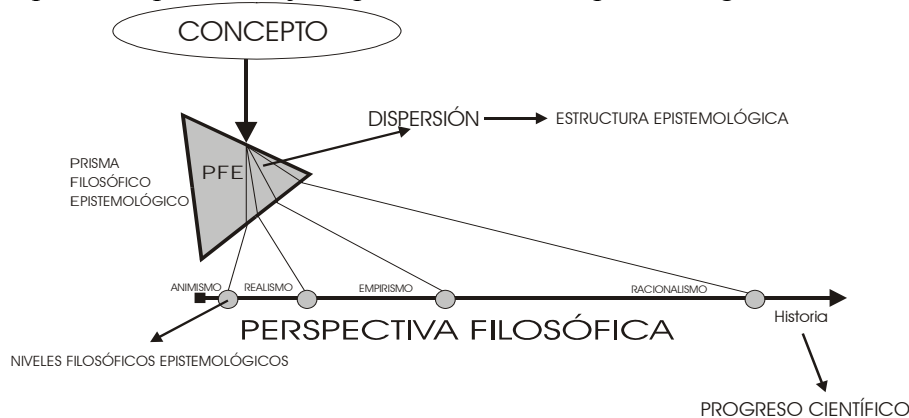 CONCEPTO
DISPERSIÓN
ESTRUCTURA EPISTEMOLÓGICA
PRISMA
FILOSÓFICO
EPISTEMOLÓGICO
PFE
ANIMISMO
REALISMO
EMPIRISMO
RACIONALISMO
Historia
PERSPECTIVA FILOSÓFICA
NIVELES FILOSÓFICOS EPISTEMOLÓGICOS
PROGRESO CIENTÍFICO